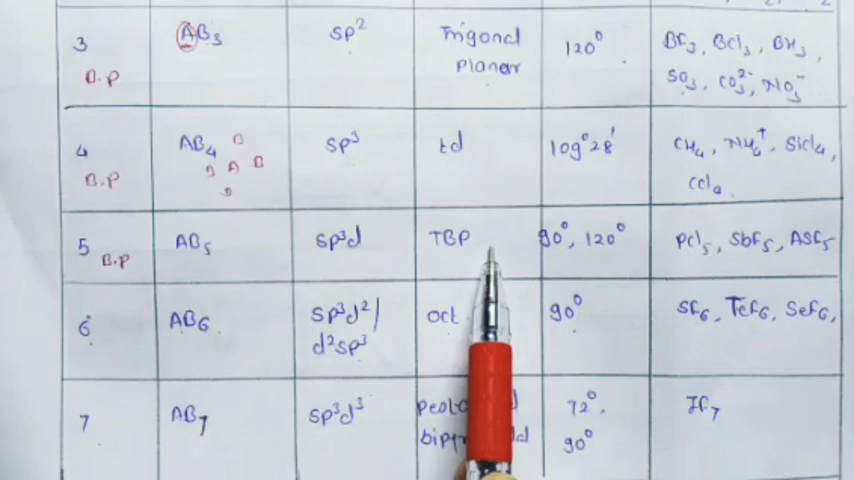 3 AB3 sp² Trigonal 120° BF3, BCl3, BH3,
B.P planar SO3, CO3²⁻, NO3⁻
4 AB4 sp³ td 109°28' CH4, NH4⁺, SiCl4,
B.P CCl4
B
B A B
B
5 AB5 sp³d TBP 90°, 120° PCl5, SbF5, AsF5
B.P
6 AB6 sp³d²/ oct 90° SF6, TeF6, SeF6,
d²sp³
7 AB7 sp³d³ 72°, IF7
90°